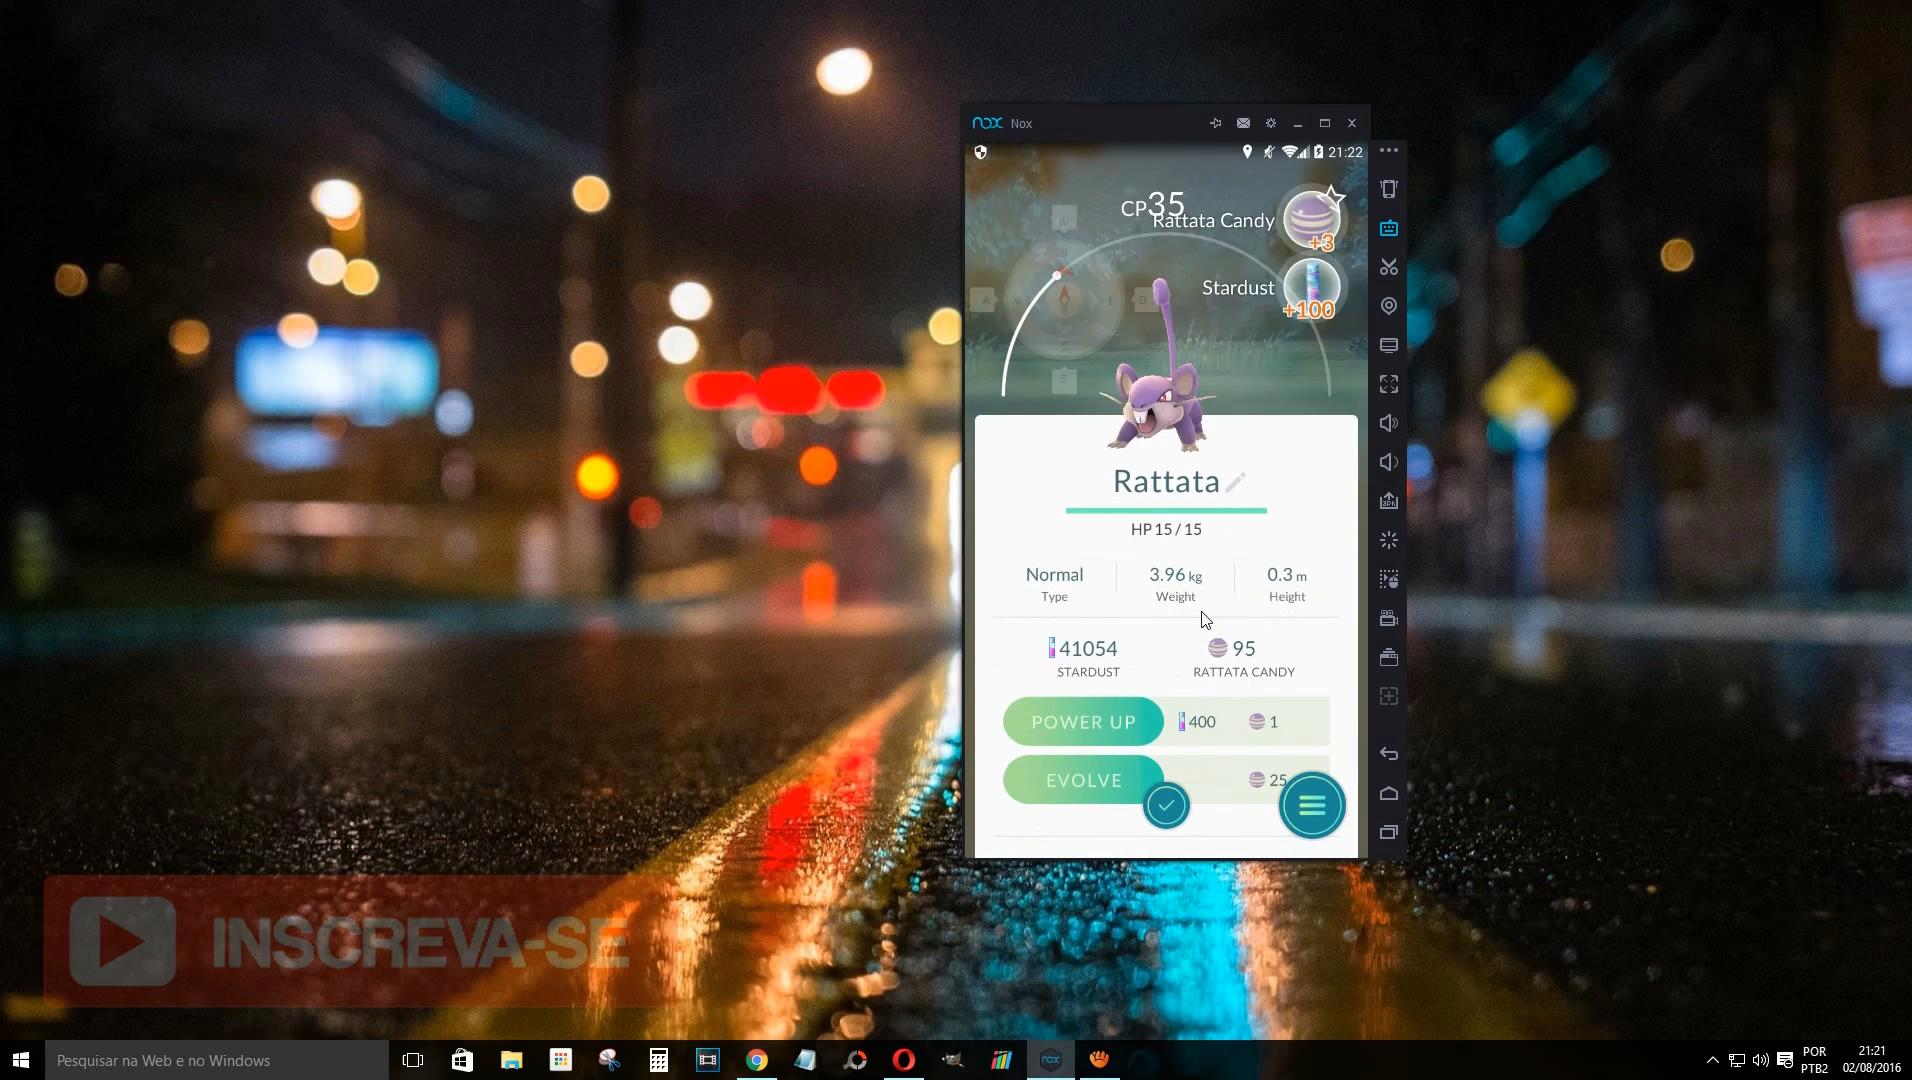 nox Nox
21:22
CP35
Rattata Candy
+3
Stardust
+100
N
A W E D
S
S
Rattata
HP 15 / 15
Normal 3.96 kg 0.3 m
Type Weight Height
41054 95
STARDUST RATTATA CANDY
POWER UP 400 1
EVOLVE 25
INSCREVA-SE
Pesquisar na Web e no Windows
nox
POR 21:21
PTB2 02/08/2016